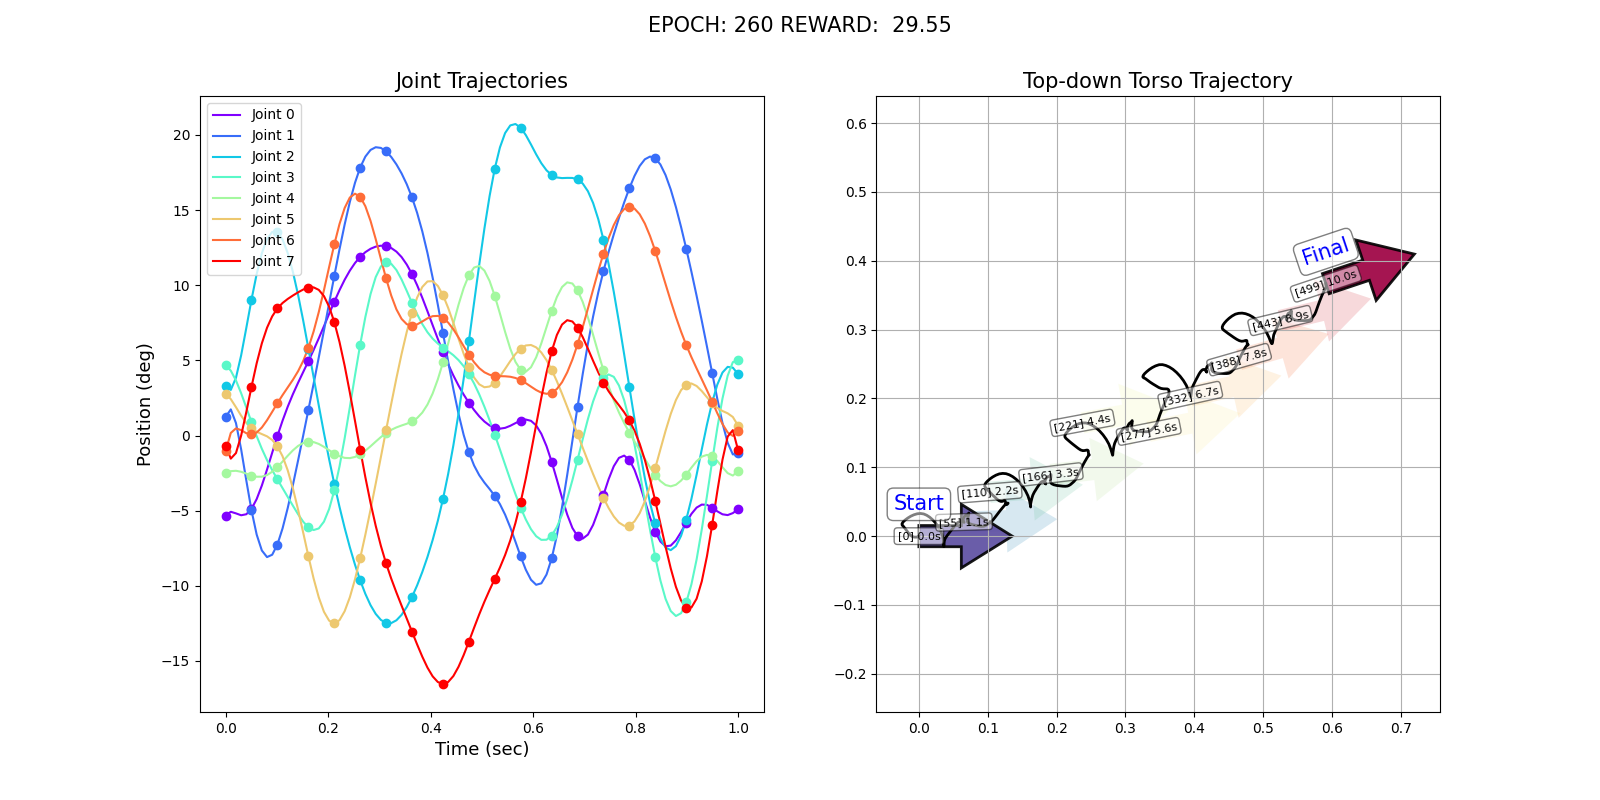 EPOCH: 260 REWARD:  29.55
Joint Trajectories
Position (deg)
20
15
10
5
0
−5
−10
−15
Joint 0
Joint 1
Joint 2
Joint 3
Joint 4
Joint 5
Joint 6
Joint 7
0.0 0.2 0.4 0.6 0.8 1.0
Time (sec)
Top-down Torso Trajectory
0.6
0.5
0.4
0.3
0.2
0.1
0.0
−0.1
−0.2
Final
[499] 10.0s
[443] 8.9s
[388] 7.8s
[332] 6.7s
[277] 5.6s
[221] 4.4s
[166] 3.3s
[110] 2.2s
[55] 1.1s
Start
[0] 0.0s
0.0 0.1 0.2 0.3 0.4 0.5 0.6 0.7